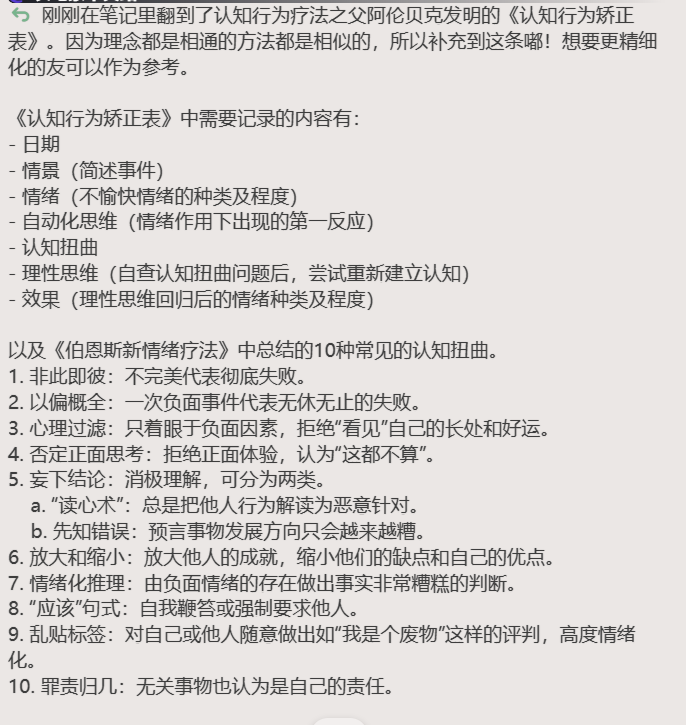 刚刚在笔记里翻到了认知行为疗法之父阿伦贝克发明的《认知行为矫正
表》。因为理念都是相通的方法都是相似的，所以补充到这条嘟！想要更精细
化的友可以作为参考。
《认知行为矫正表》中需要记录的内容有：
- 日期
- 情景（简述事件）
- 情绪（不愉快情绪的种类及程度）
- 自动化思维（情绪作用下出现的第一反应）
- 认知扭曲
- 理性思维（自查认知扭曲问题后，尝试重新建立认知）
- 效果（理性思维回归后的情绪种类及程度）
以及《伯恩斯新情绪疗法》中总结的10种常见的认知扭曲。
1. 非此即彼：不完美代表彻底失败。
2. 以偏概全：一次负面事件代表无休无止的失败。
3. 心理过滤：只着眼于负面因素，拒绝“看见”自己的长处和好运。
4. 否定正面思考：拒绝正面体验，认为“这都不算”。
5. 妄下结论：消极理解，可分为两类。
a. “读心术”：总是把他人行为解读为恶意针对。
b. 先知错误：预言事物发展方向只会越来越糟。
6. 放大和缩小：放大他人的成就，缩小他们的缺点和自己的优点。
7. 情绪化推理：由负面情绪的存在做出事实非常糟糕的判断。
8. “应该”句式：自我鞭笞或强制要求他人。
9. 乱贴标签：对自己或他人随意做出如“我是个废物”这样的评判，高度情绪
化。
10. 罪责归几：无关事物也认为是自己的责任。